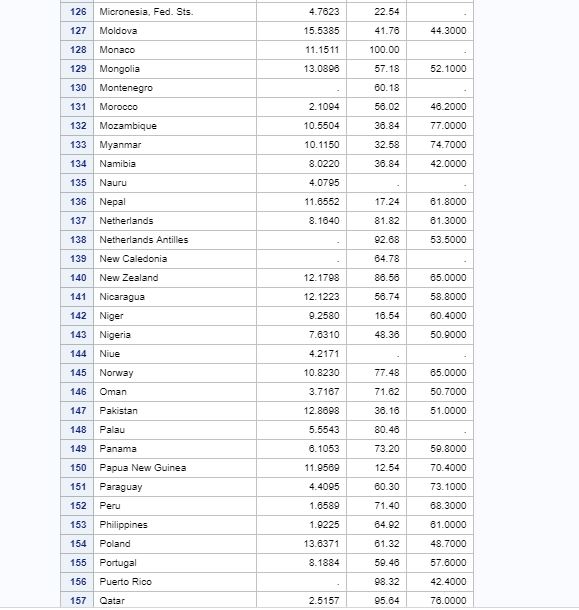 126 Micronesia, Fed. Sts. 4.7623 22.54 .
127 Moldova 15.5385 41.76 44.3000
128 Monaco 11.1511 100.00 .
129 Mongolia 13.0896 57.18 52.1000
130 Montenegro . 60.18 .
131 Morocco 2.1094 56.02 46.2000
132 Mozambique 10.5504 36.84 77.0000
133 Myanmar 10.1150 32.58 74.7000
134 Namibia 8.0220 36.84 42.0000
135 Nauru 4.0795 . .
136 Nepal 11.6552 17.24 61.8000
137 Netherlands 8.1640 81.82 61.3000
138 Netherlands Antilles . 92.68 53.5000
139 New Caledonia . 64.78 .
140 New Zealand 12.1798 86.56 65.0000
141 Nicaragua 12.1223 56.74 58.8000
142 Niger 9.2580 16.54 60.4000
143 Nigeria 7.6310 48.36 50.9000
144 Niue 4.2171 . .
145 Norway 10.8230 77.48 65.0000
146 Oman 3.7167 71.62 50.7000
147 Pakistan 12.8698 36.16 51.0000
148 Palau 5.5543 80.46 .
149 Panama 6.1053 73.20 59.8000
150 Papua New Guinea 11.9569 12.54 70.4000
151 Paraguay 4.4095 60.30 73.1000
152 Peru 1.6589 71.40 68.3000
153 Philippines 1.9225 64.92 61.0000
154 Poland 13.6371 61.32 48.7000
155 Portugal 8.1884 59.46 57.6000
156 Puerto Rico . 98.32 42.4000
157 Qatar 2.5157 95.64 76.0000